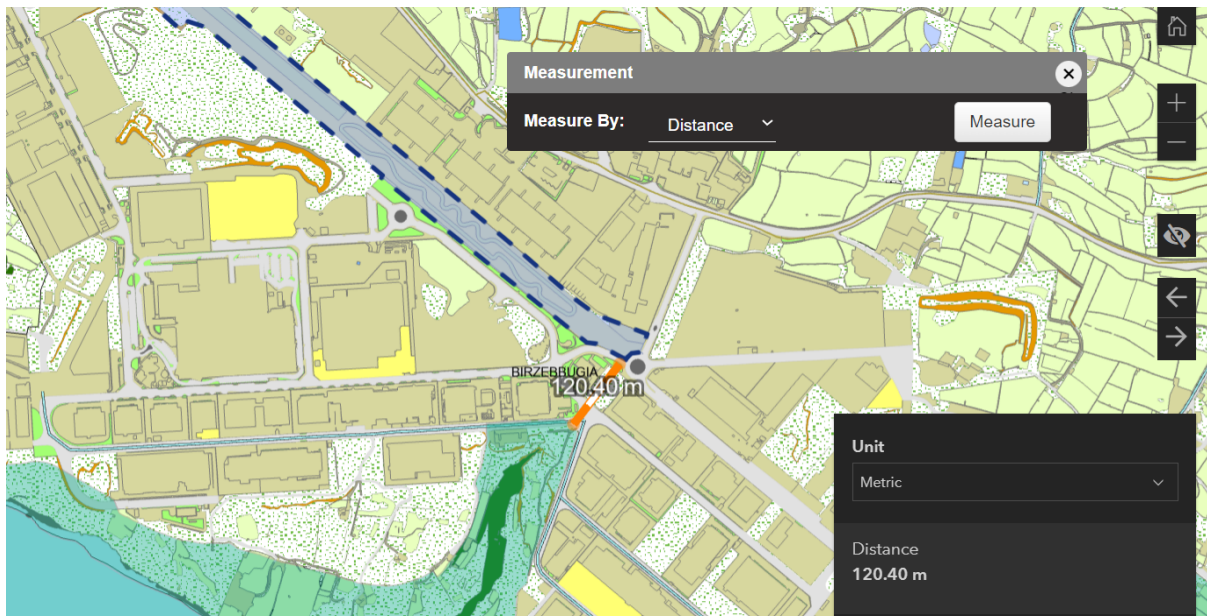 Measurement
Measure By:
Distance
Measure
BIRZEBBUGIA
120.40 m
Unit
Metric
Distance
120.40 m